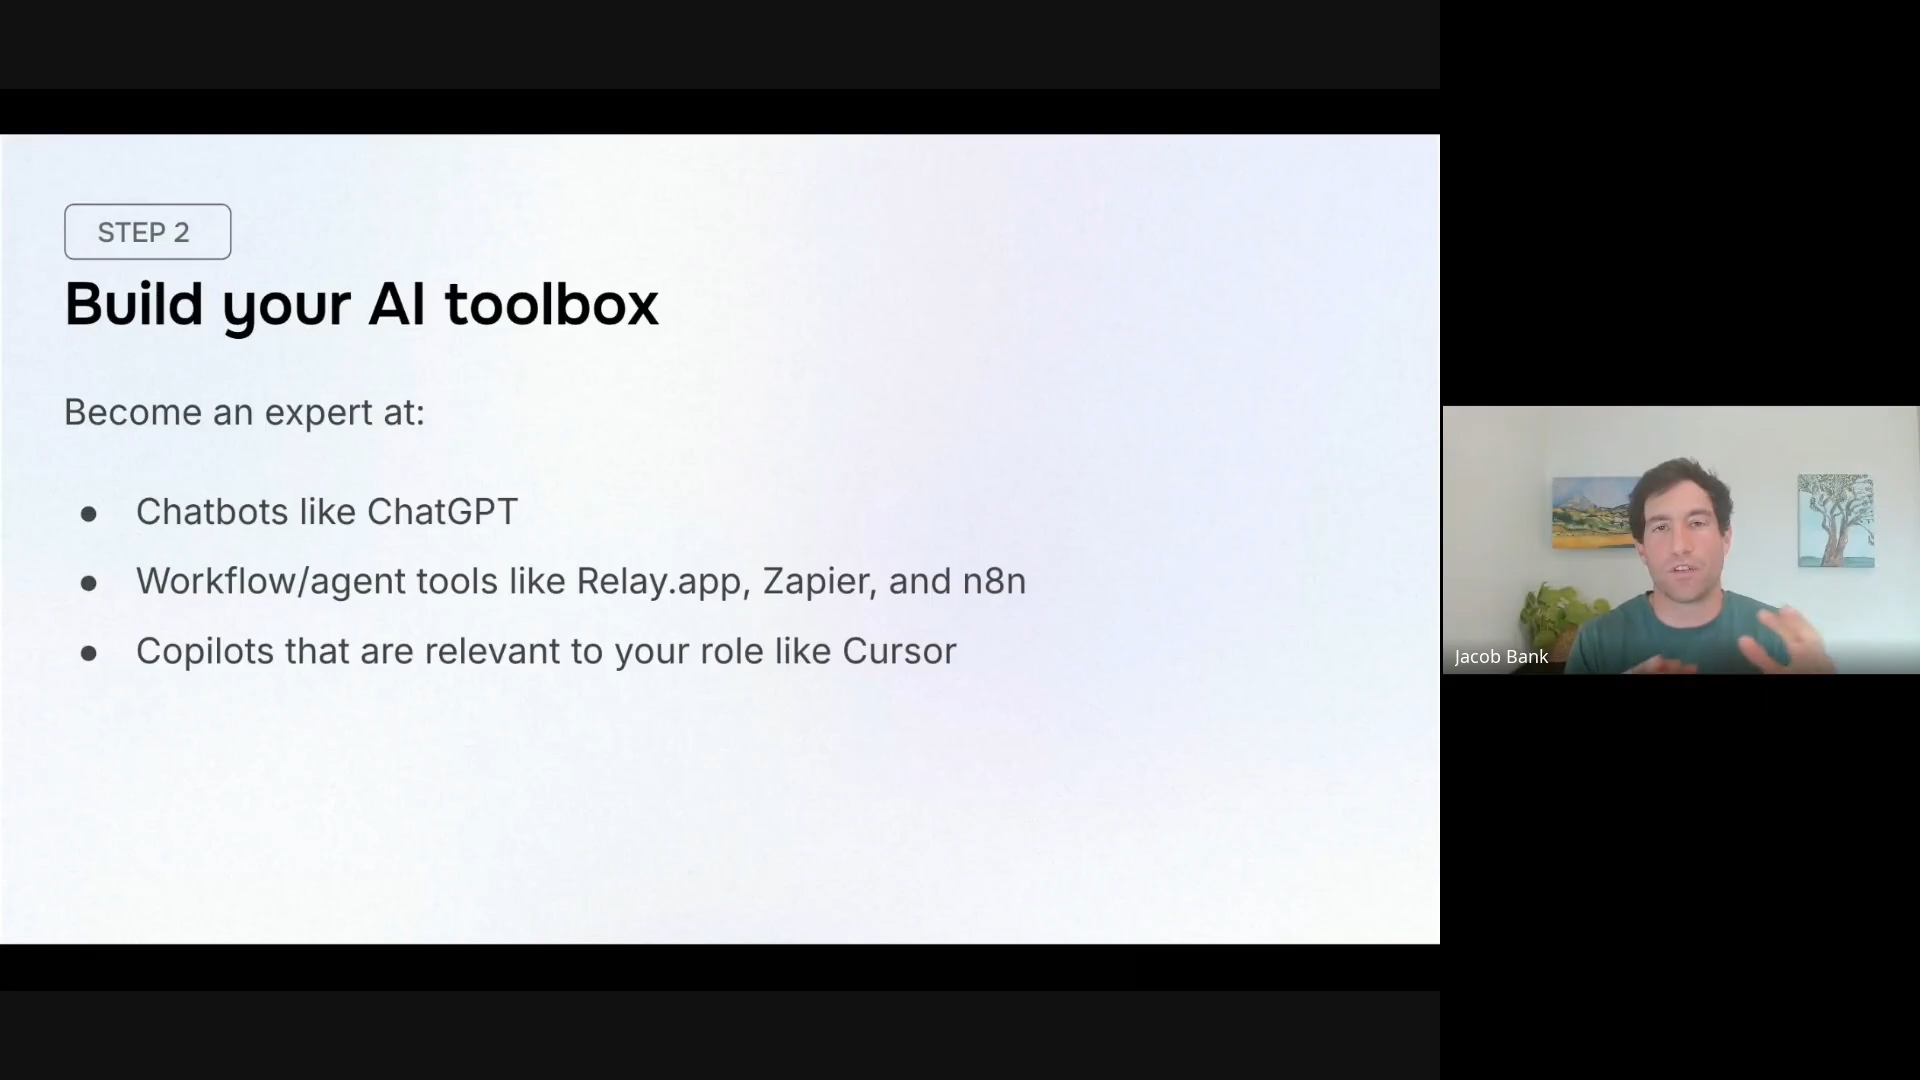 STEP 2
Build your AI toolbox
Become an expert at:
● Chatbots like ChatGPT
● Workflow/agent tools like Relay.app, Zapier, and n8n
● Copilots that are relevant to your role like Cursor
Jacob Bank